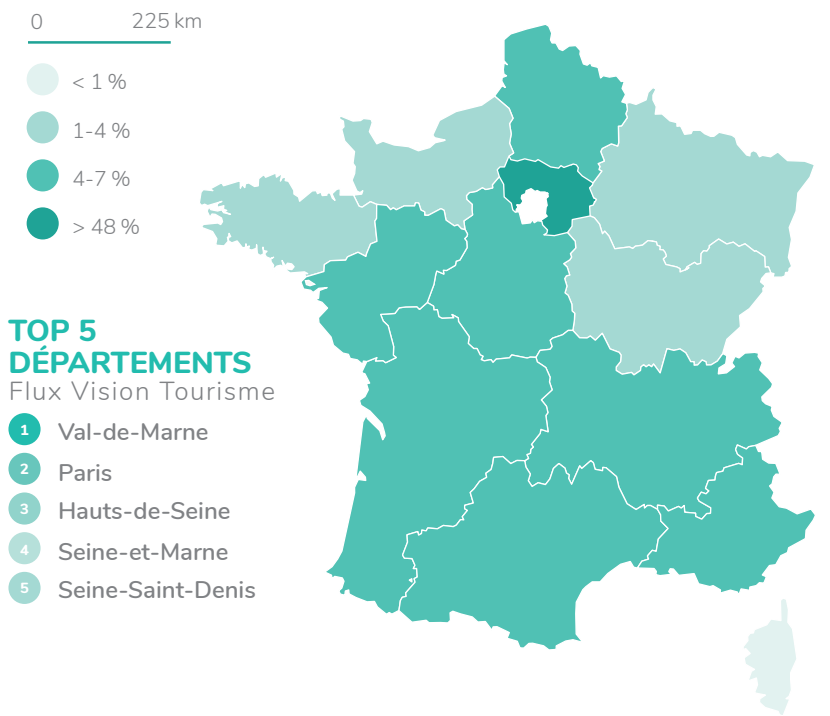 0 225 km
< 1 %
1-4 %
4-7 %
> 48 %
TOP 5
DÉPARTEMENTS
Flux Vision Tourisme
1 Val-de-Marne
2 Paris
3 Hauts-de-Seine
4 Seine-et-Marne
5 Seine-Saint-Denis